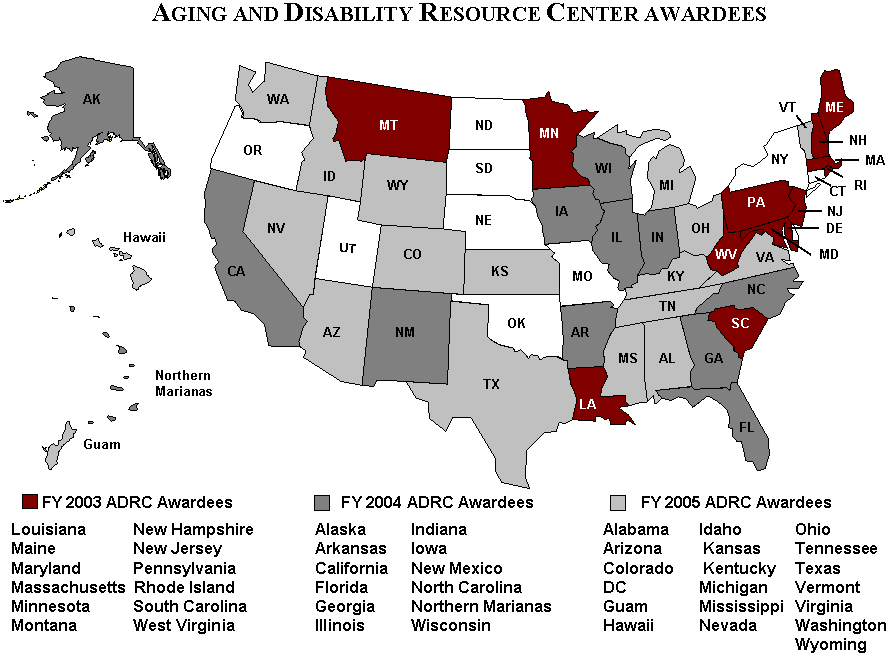 AGING AND DISABILITY RESOURCE CENTER AWARDEES
AK
WA
MT
ND
MN
ME
VT
NH
OR
ID
SD
WI
NY
MA
MI
RI
WY
CT
NE
IA
PA
NJ
NV
UT
CO
IL
IN
OH
DE
WV
VA
MD
Hawaii
CA
KS
MO
KY
NC
TN
AZ
NM
OK
AR
SC
MS
AL
GA
TX
LA
FL
Northern
Marianas
Guam
FY 2003 ADRC Awardees
Louisiana New Hampshire
Maine New Jersey
Maryland Pennsylvania
Massachusetts Rhode Island
Minnesota South Carolina
Montana West Virginia
FY 2004 ADRC Awardees
Alaska Indiana
Arkansas Iowa
California New Mexico
Florida North Carolina
Georgia Northern Marianas
Illinois Wisconsin
FY 2005 ADRC Awardees
Alabama Idaho Ohio
Arizona Kansas Tennessee
Colorado Kentucky Texas
DC Michigan Vermont
Guam Mississippi Virginia
Hawaii Nevada Washington
Wyoming